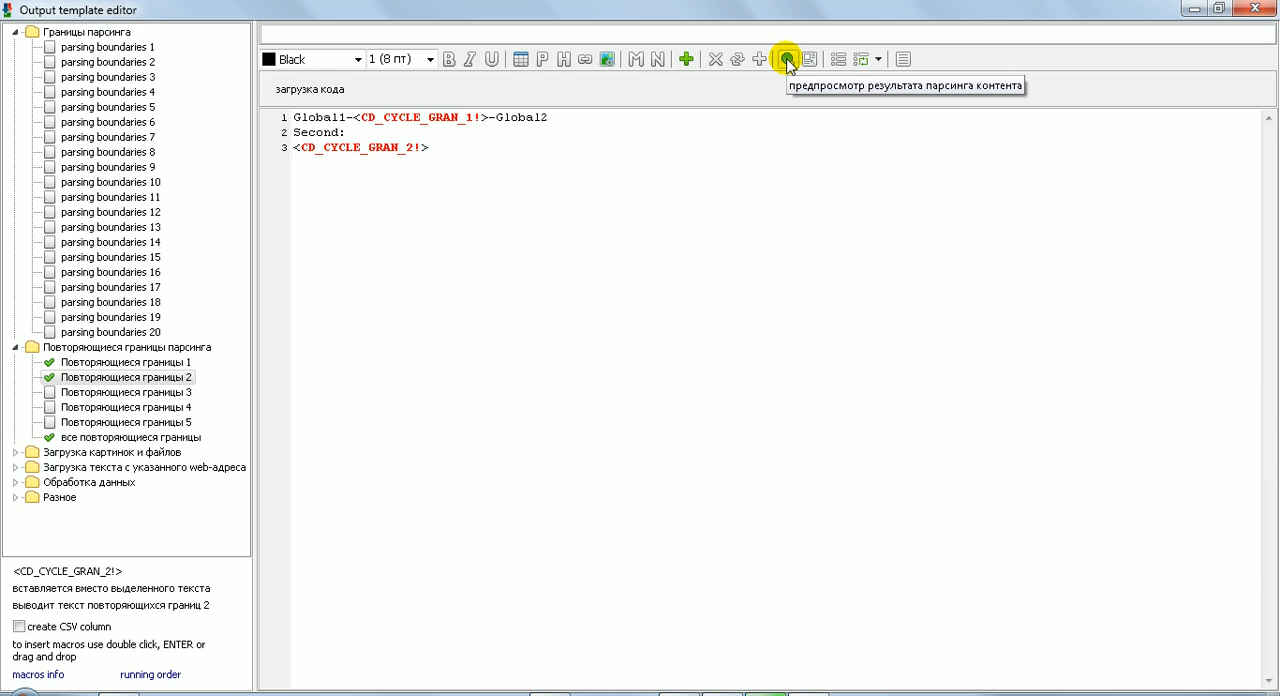 Output template editor
Границы парсинга
parsing boundaries 1
parsing boundaries 2
parsing boundaries 3
parsing boundaries 4
parsing boundaries 5
parsing boundaries 6
parsing boundaries 7
parsing boundaries 8
parsing boundaries 9
parsing boundaries 10
parsing boundaries 11
parsing boundaries 12
parsing boundaries 13
parsing boundaries 14
parsing boundaries 15
parsing boundaries 16
parsing boundaries 17
parsing boundaries 18
parsing boundaries 19
parsing boundaries 20
Повторяющиеся границы парсинга
Повторяющиеся границы 1
Повторяющиеся границы 2
Повторяющиеся границы 3
Повторяющиеся границы 4
Повторяющиеся границы 5
все повторяющиеся границы
Загрузка картинок и файлов
Загрузка текста с указанного web-адреса
Обработка данных
Разное
<CD_CYCLE_GRAN_2!>
вставляется вместо выделенного текста
выводит текст повторяющихся границ 2
create CSV column
to insert macros use double click, ENTER or
drag and drop
macros info running order
Black 1 (8 пт) B I U P H M N
предпросмотр результата парсинга контента
загрузка кода
1 Global1-<CD_CYCLE_GRAN_1!>-Global2
2 Second:
3 <CD_CYCLE_GRAN_2!>